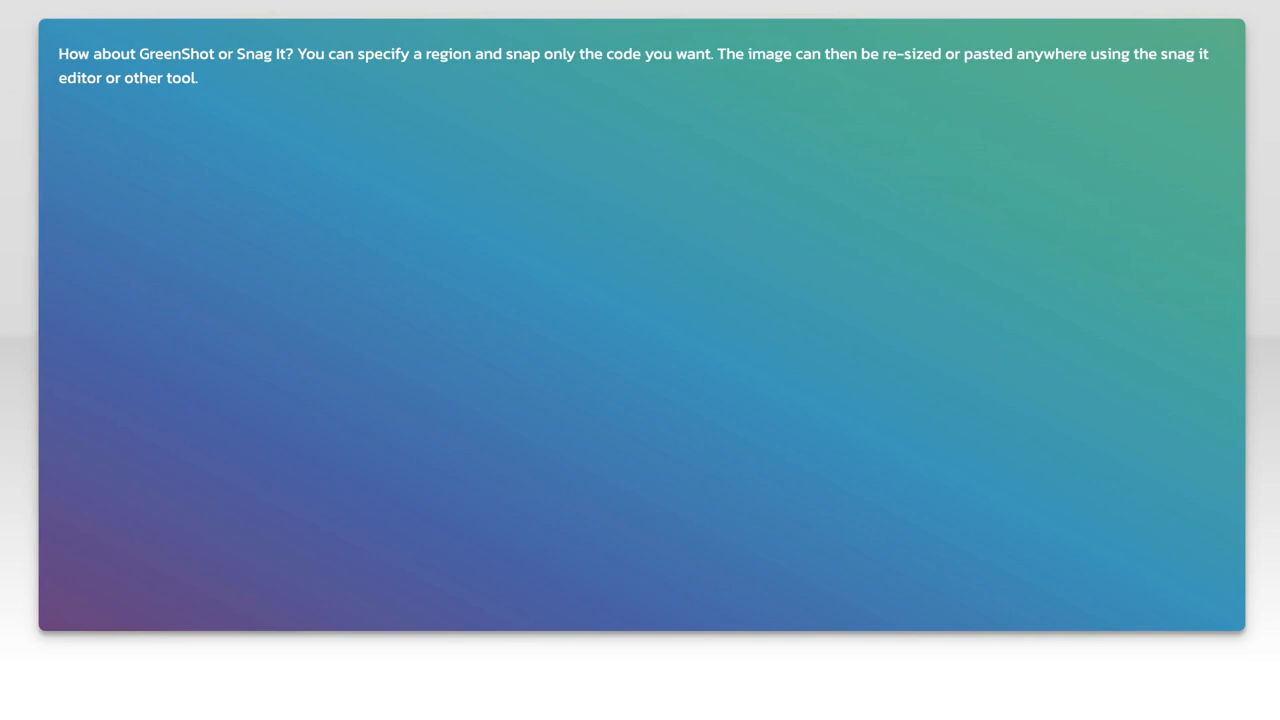 How about GreenShot or Snag It? You can specify a region and snap only the code you want. The image can then be re-sized or pasted anywhere using the snag it
editor or other tool.